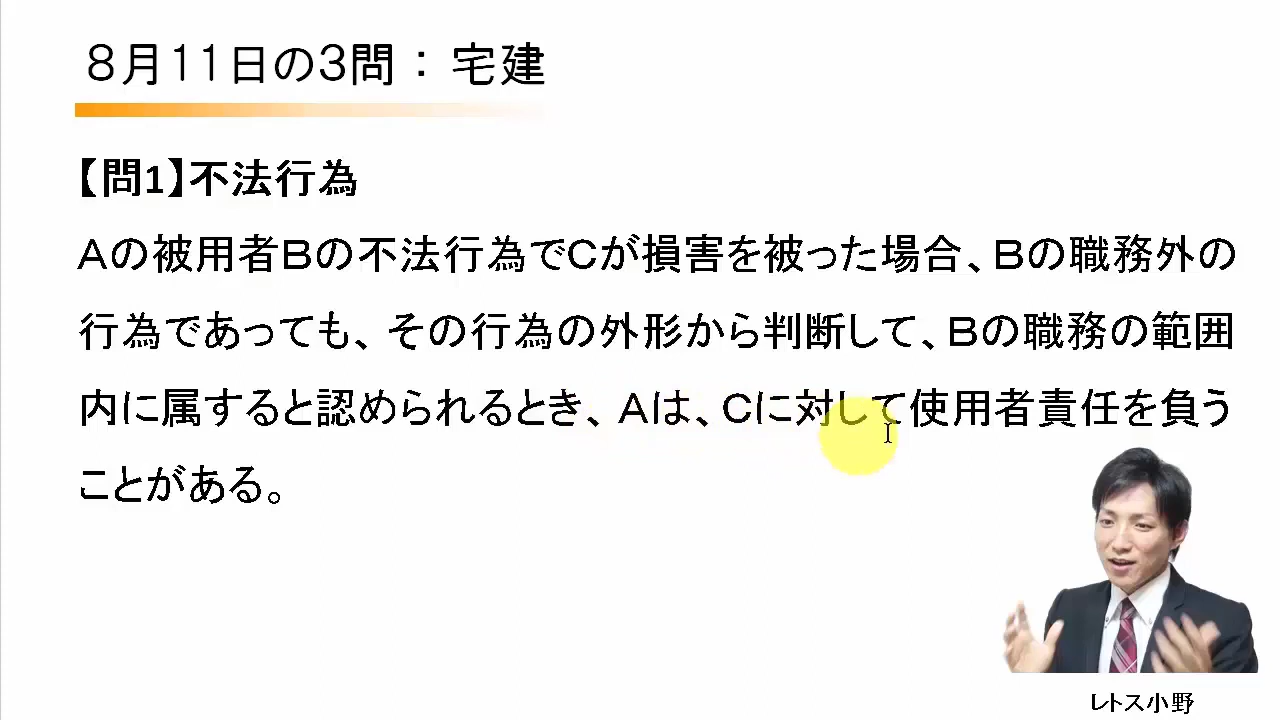 8月11日の3問：宅建
【問1】不法行為
Aの被用者Bの不法行為でCが損害を被った場合、Bの職務外の
行為であっても、その行為の外形から判断して、Bの職務の範囲
内に属すると認められるとき、Aは、Cに対して使用者責任を負う
ことがある。
レトス小野